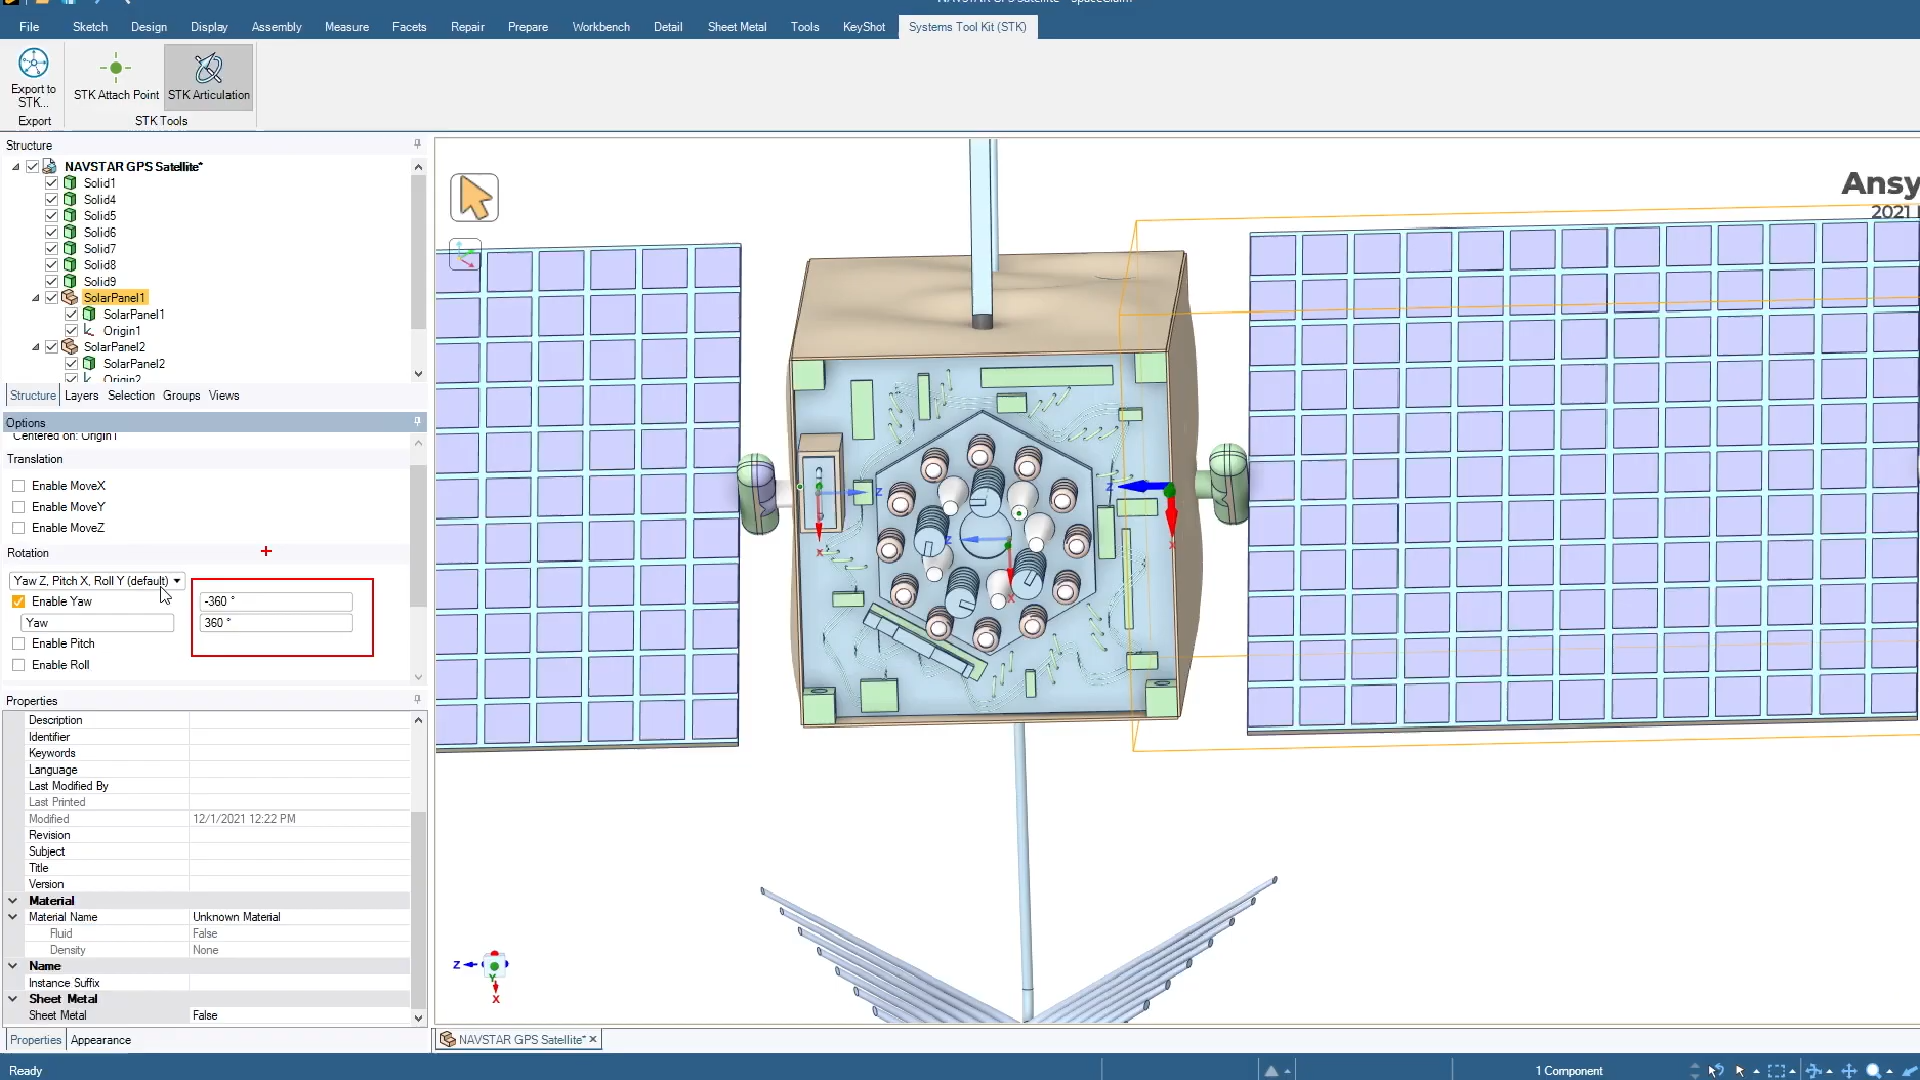 File Sketch Design Display Assembly Measure Facets Repair Prepare Workbench Detail Sheet Metal Tools KeyShot Systems Tool Kit (STK)
Export to STK...
STK Attach Point
STK Articulation
Export
STK Tools
Structure
NAVSTAR GPS Satellite*
Solid1
Solid4
Solid5
Solid6
Solid7
Solid8
Solid9
SolarPanel1
SolarPanel1
Origin1
SolarPanel2
SolarPanel2
Origin2
Structure Layers Selection Groups Views
Options
Centered on: Origin1
Translation
Enable MoveX
Enable MoveY
Enable MoveZ
Rotation
Yaw Z, Pitch X, Roll Y (default)
Enable Yaw -360 °
Yaw 360 °
Enable Pitch
Enable Roll
Properties
Description
Identifier
Keywords
Language
Last Modified By
Last Printed
Modified 12/1/2021 12:22 PM
Revision
Subject
Title
Version
Material
Material Name Unknown Material
Fluid False
Density None
Name
Instance Suffix
Sheet Metal
Sheet Metal False
Properties Appearance
Ansy
2021
Z
X
Z
X
Z
X
Z
Y
X
NAVSTAR GPS Satellite*
Ready
1 Component